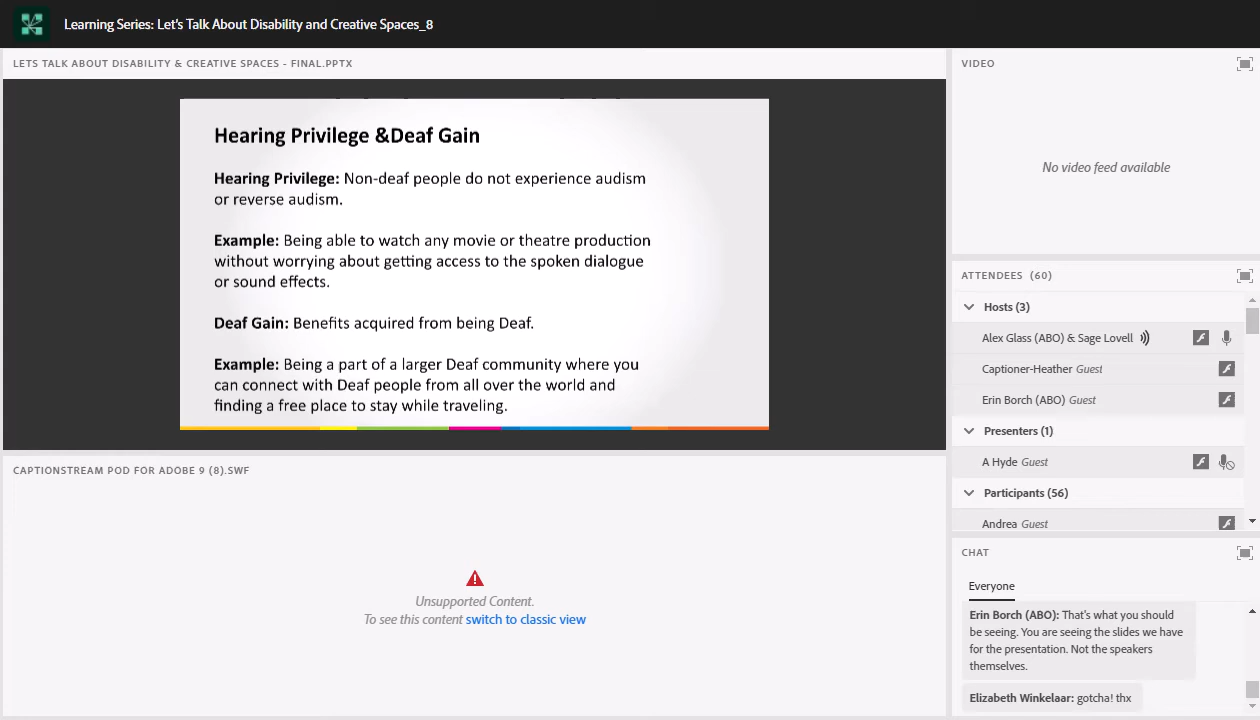 Learning Series: Let's Talk About Disability and Creative Spaces_8
LETS TALK ABOUT DISABILITY & CREATIVE SPACES - FINAL.PPTX
Hearing Privilege &Deaf Gain
Hearing Privilege: Non-deaf people do not experience audism
or reverse audism.
Example: Being able to watch any movie or theatre production
without worrying about getting access to the spoken dialogue
or sound effects.
Deaf Gain: Benefits acquired from being Deaf.
Example: Being a part of a larger Deaf community where you
can connect with Deaf people from all over the world and
finding a free place to stay while traveling.
CAPTIONSTREAM POD FOR ADOBE 9 (8).SWF
Unsupported Content.
To see this content switch to classic view
VIDEO
No video feed available
ATTENDEES (60)
Hosts (3)
Alex Glass (ABO) & Sage Lovell
Captioner-Heather Guest
Erin Borch (ABO) Guest
Presenters (1)
A Hyde Guest
Participants (56)
Andrea Guest
CHAT
Everyone
Erin Borch (ABO): That's what you should
be seeing. You are seeing the slides we have
for the presentation. Not the speakers
themselves.
Elizabeth Winkelaar: gotcha! thx